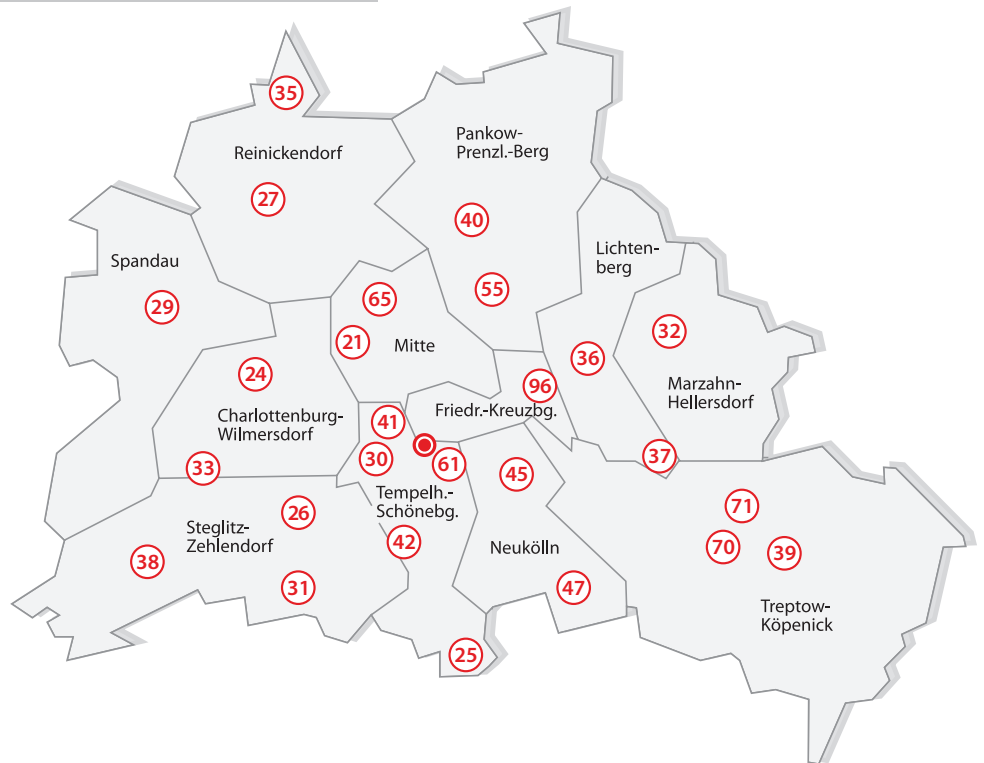 35
Reinickendorf
27
Pankow-
Prenzl.-Berg
40
55
Spandau
29
Lichten-
berg
36
32
Marzahn-
Hellersdorf
65
21
Mitte
24
Charlottenburg-
Wilmersdorf
33
96
Friedr.-Kreuzbg.
41
30
61
Tempelh.-
Schönebg.
42
25
45
Neukölln
47
37
26
Steglitz-
Zehlendorf
38
31
71
70
39
Treptow-
Köpenick